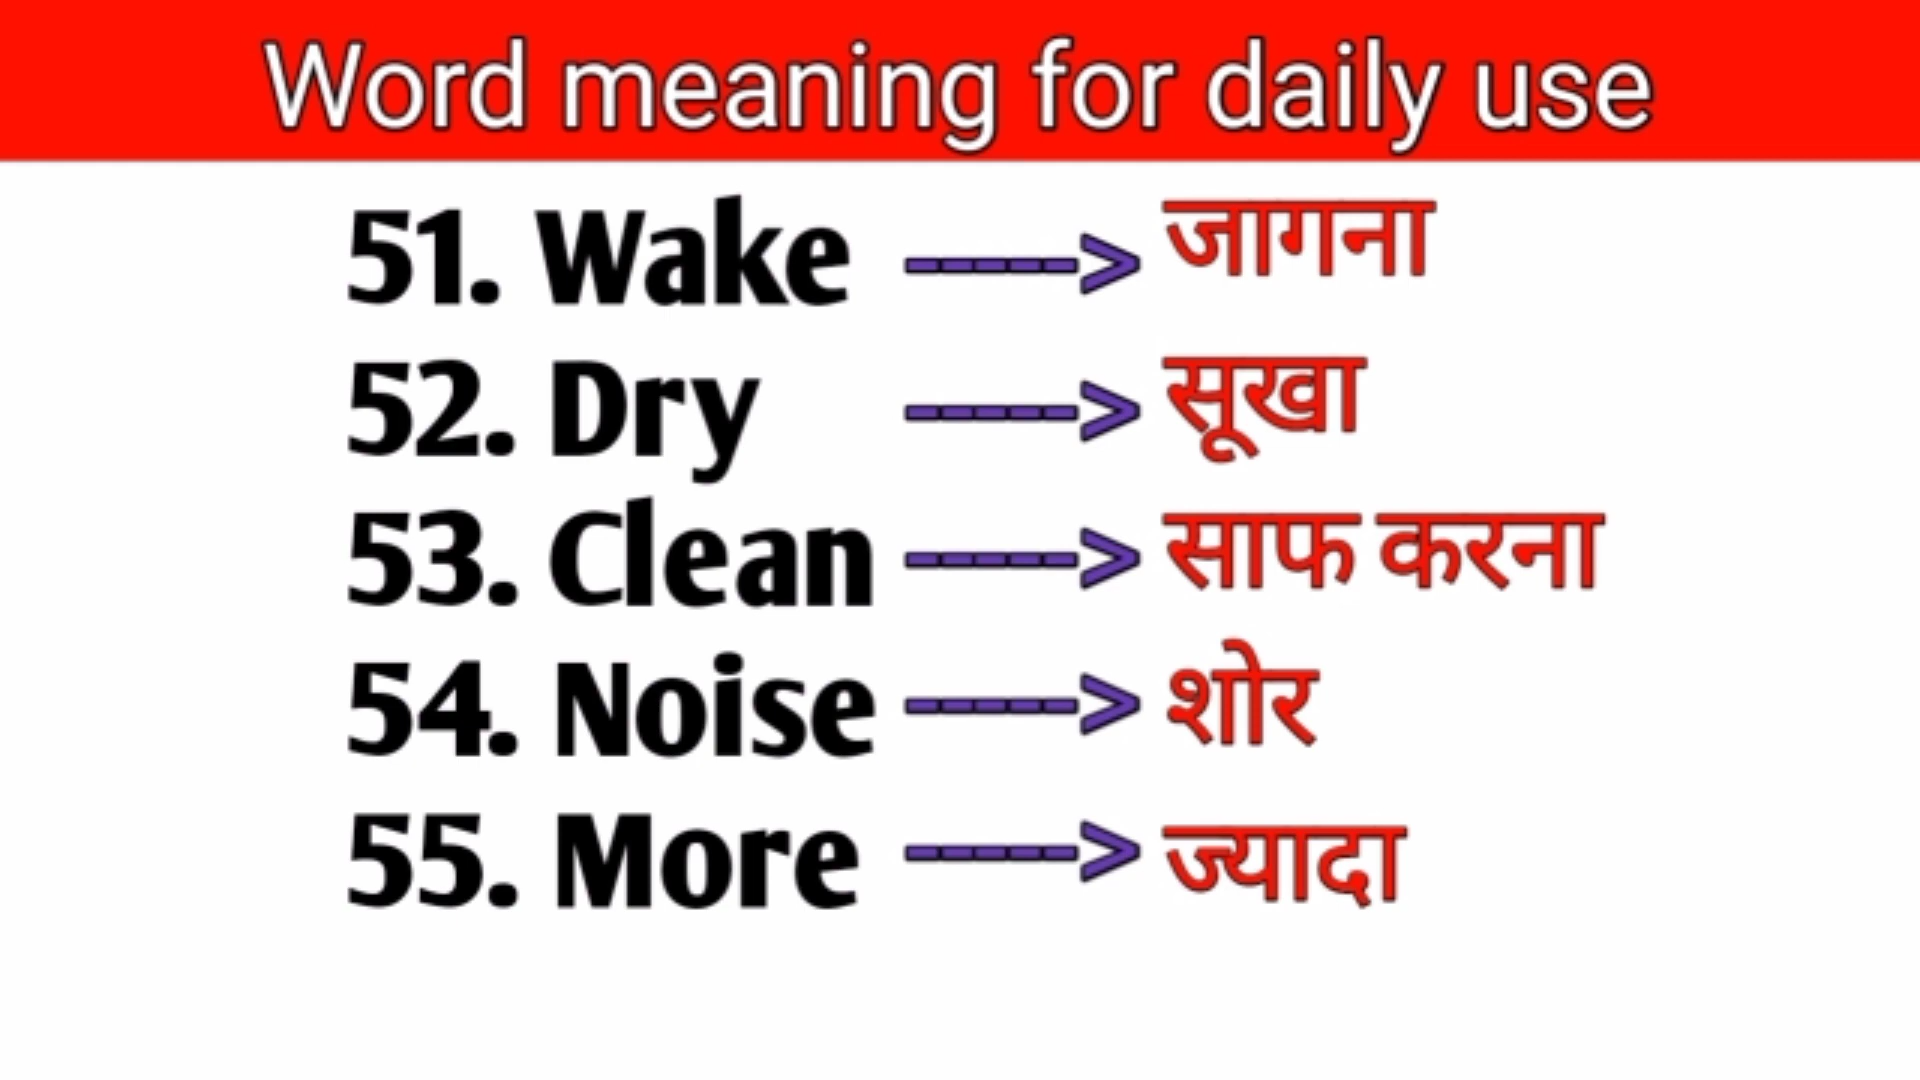 Word meaning for daily use
51. Wake -----> जागना
52. Dry -----> सूखा
53. Clean -----> साफ करना
54. Noise -----> शोर
55. More -----> ज्यादा